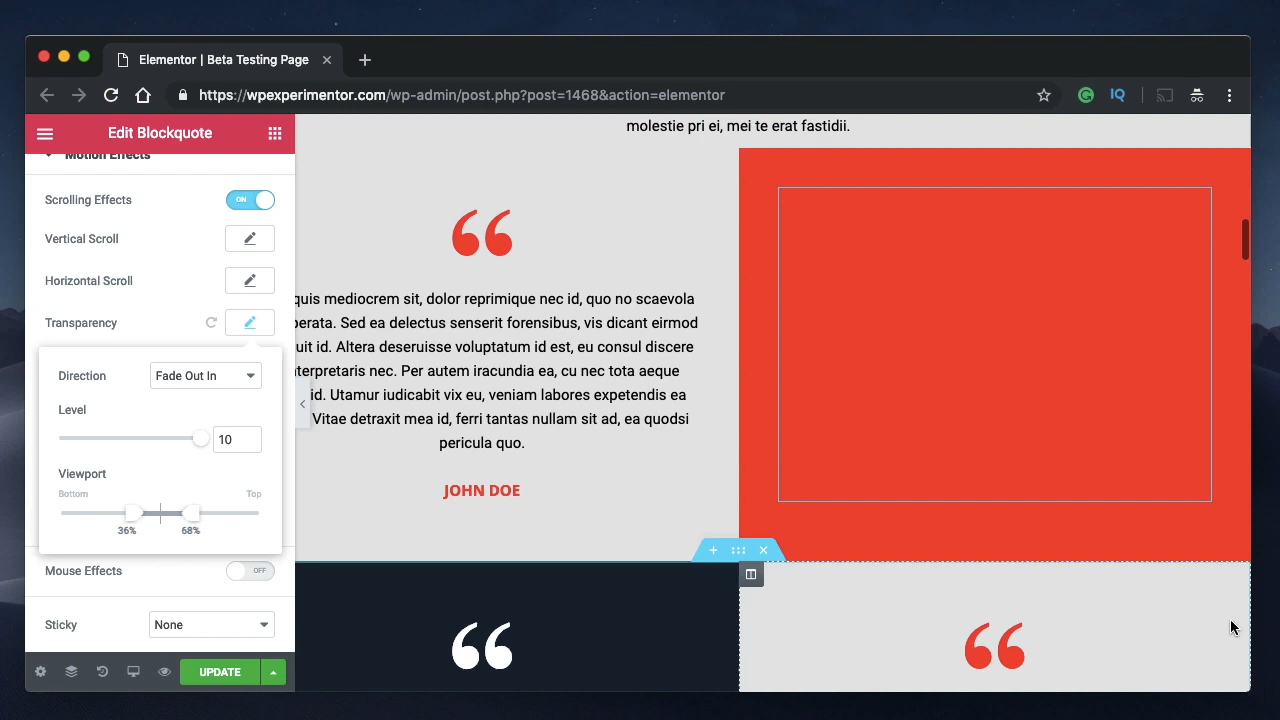 Elementor | Beta Testing Page
https://wpexperimentor.com/wp-admin/post.php?post=1468&action=elementor
IQ
Edit Blockquote
Motion Effects
Scrolling Effects
ON
Vertical Scroll
Horizontal Scroll
Transparency
Direction
Fade Out In
Level
10
Viewport
Bottom
Top
36%
68%
Mouse Effects
OFF
Sticky
None
UPDATE
molestie pri ei, mei te erat fastidii.
“
quis mediocrem sit, dolor reprimique nec id, quo no scaevola
perata. Sed ea delectus senserit forensibus, vis dicant eirmod
uit id. Altera deseruisse voluptatum id est, eu consul discere
nterpretaris nec. Per autem iracundia ea, cu nec tota aeque
id. Utamur iudicabit vix eu, veniam labores expetendis ea
Vitae detraxit mea id, ferri tantas nullam sit ad, ea quodsi
pericula quo.
JOHN DOE
“
“